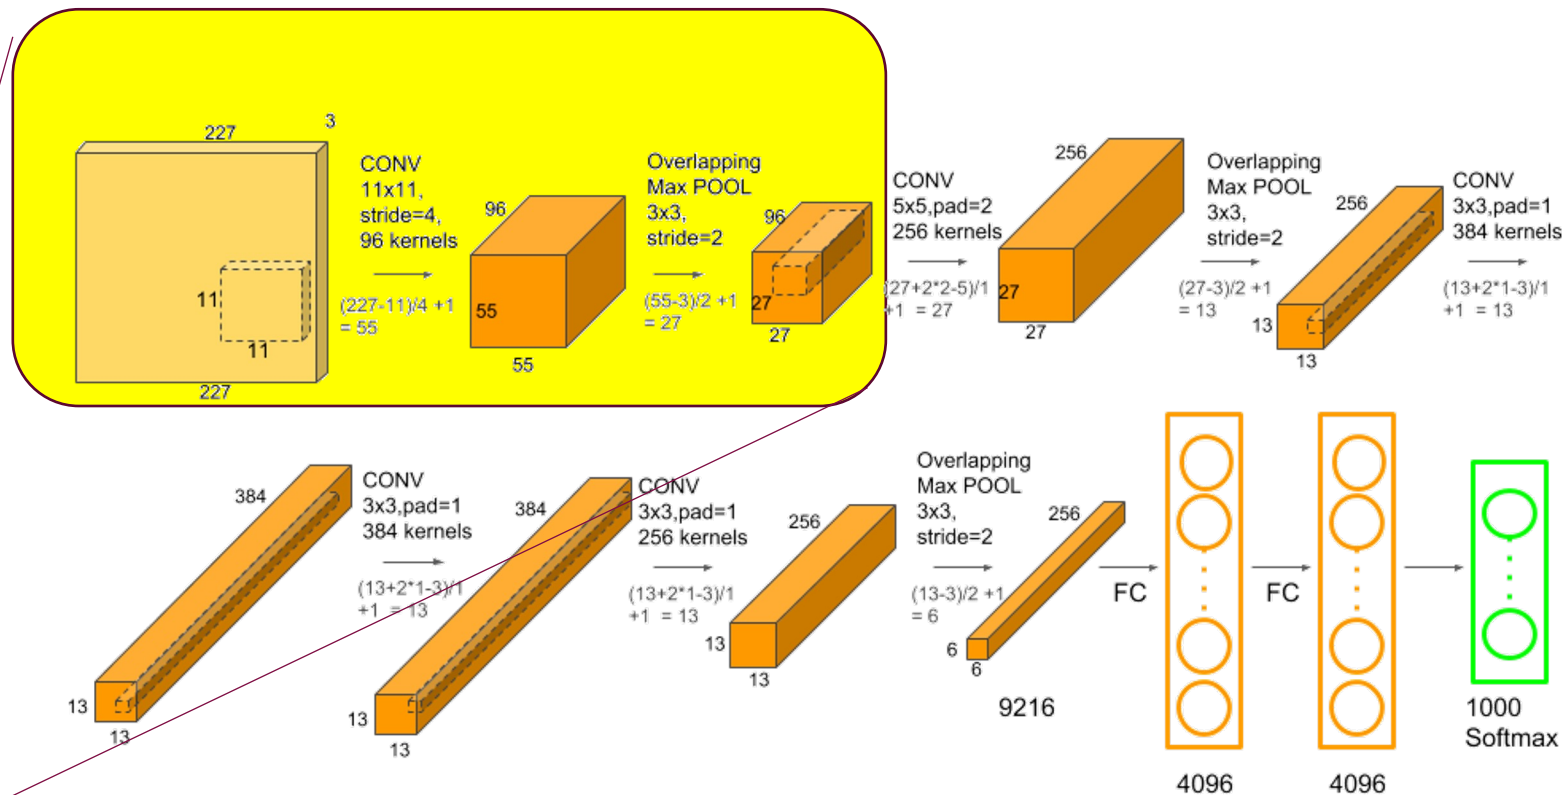 227
3
CONV
11x11,
stride=4,
96 kernels
(227-11)/4 +1
= 55
11
11
227
96
55
55
Overlapping
Max POOL
3x3,
stride=2
(55-3)/2 +1
= 27
96
27
27
CONV
5x5,pad=2
256 kernels
(27+2*2-5)/1
+1 = 27
256
27
27
Overlapping
Max POOL
3x3,
stride=2
(27-3)/2 +1
= 13
256
13
13
CONV
3x3,pad=1
384 kernels
(13+2*1-3)/1
+1 = 13
384
13
13
CONV
3x3,pad=1
384 kernels
(13+2*1-3)/1
+1 = 13
384
13
13
CONV
3x3,pad=1
256 kernels
(13+2*1-3)/1
+1 = 13
256
13
13
Overlapping
Max POOL
3x3,
stride=2
(13-3)/2 +1
= 6
256
6
6
9216
FC
4096
FC
4096
1000
Softmax